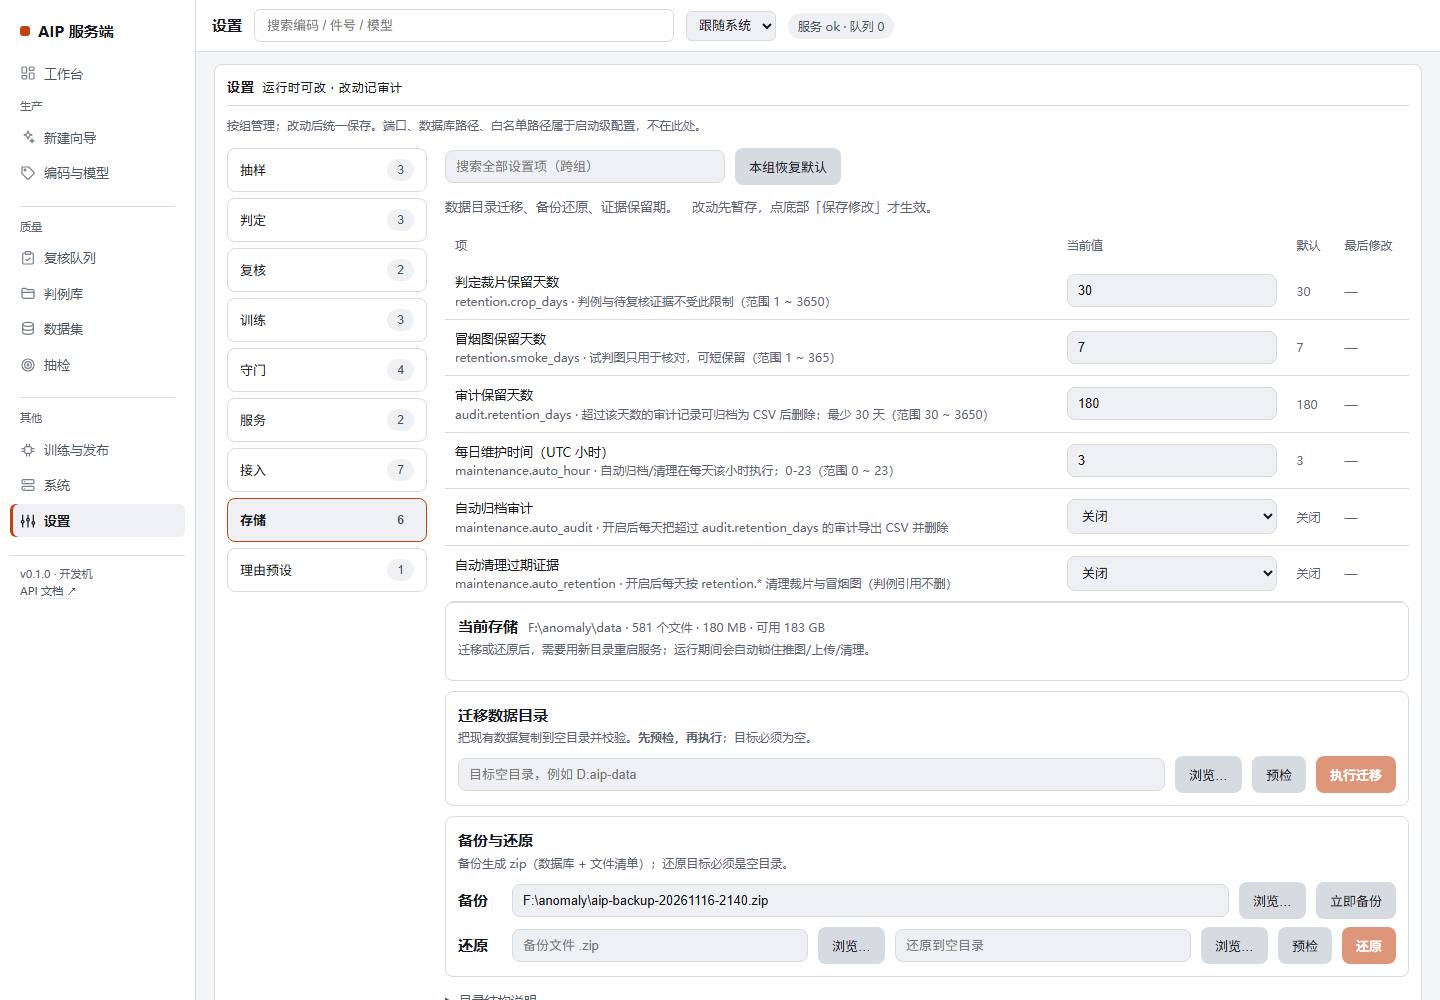 AIP 服务端
工作台
生产
新建向导
编码与模型
质量
复核队列
判例库
数据集
抽检
其他
训练与发布
系统
设置
v0.1.0 · 开发机
API 文档 ↗
设置
搜索编码 / 件号 / 模型
跟随系统
服务 ok · 队列 0
设置 运行时可改 · 改动记审计
按组管理；改动后统一保存。端口、数据库路径、白名单路径属于启动级配置，不在此处。
抽样 3
判定 3
复核 2
训练 3
守门 4
服务 2
接入 7
存储 6
理由预设 1
搜索全部设置项（跨组）
本组恢复默认
数据目录迁移、备份还原、证据保留期。 改动先暂存，点底部「保存修改」才生效。
项 当前值 默认 最后修改
判定裁片保留天数
retention.crop_days · 判例与待复核证据不受此限制（范围 1 ~ 3650）
30 30 —
冒烟图保留天数
retention.smoke_days · 试判图只用于核对，可短保留（范围 1 ~ 365）
7 7 —
审计保留天数
audit.retention_days · 超过该天数的审计记录可归档为 CSV 后删除；最少 30 天（范围 30 ~ 3650）
180 180 —
每日维护时间（UTC 小时）
maintenance.auto_hour · 自动归档/清理在每天该小时执行；0-23（范围 0 ~ 23）
3 3 —
自动归档审计
maintenance.auto_audit · 开启后每天把超过 audit.retention_days 的审计导出 CSV 并删除
关闭 关闭 —
自动清理过期证据
maintenance.auto_retention · 开启后每天按 retention.* 清理裁片与冒烟图（判例引用不删）
关闭 关闭 —
当前存储 F:\anomaly\data · 581 个文件 · 180 MB · 可用 183 GB
迁移或还原后，需要用新目录重启服务；运行期间会自动锁住推图/上传/清理。
迁移数据目录
把现有数据复制到空目录并校验。先预检，再执行；目标必须为空。
目标空目录，例如 D:aip-data
浏览… 预检 执行迁移
备份与还原
备份生成 zip（数据库 + 文件清单）；还原目标必须是空目录。
备份 F:\anomaly\aip-backup-20261116-2140.zip 浏览… 立即备份
还原 备份文件 .zip 浏览… 还原到空目录 浏览… 预检 还原
目录结构说明